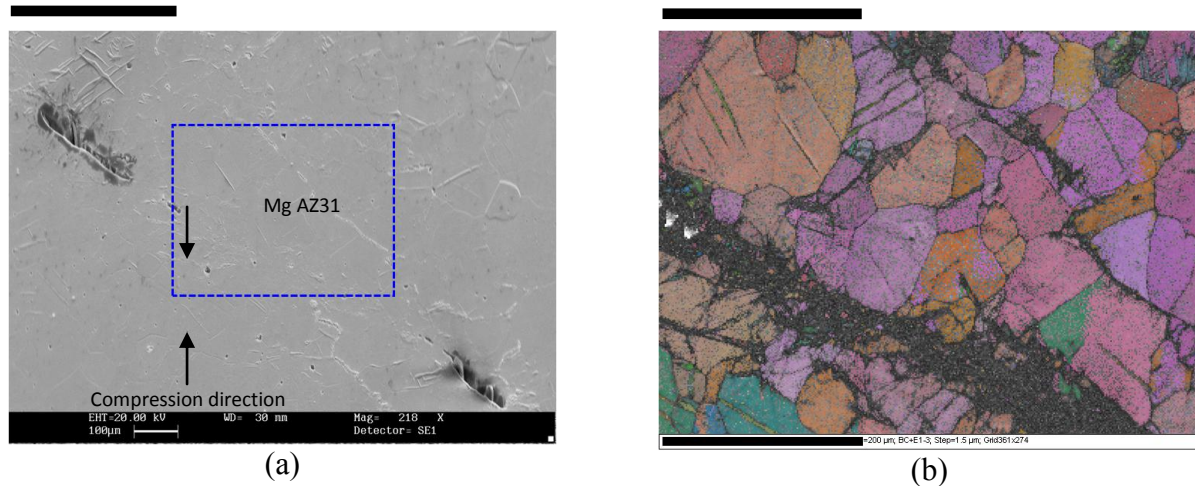 Mg AZ31
Compression direction
EHT=20.00 kV WD= 30 mm Mag= 218 X
100µm Detector= SE1
=200 µm; BC+E1-3; Step=1.5 µm; Grid361x274
(a)
(b)